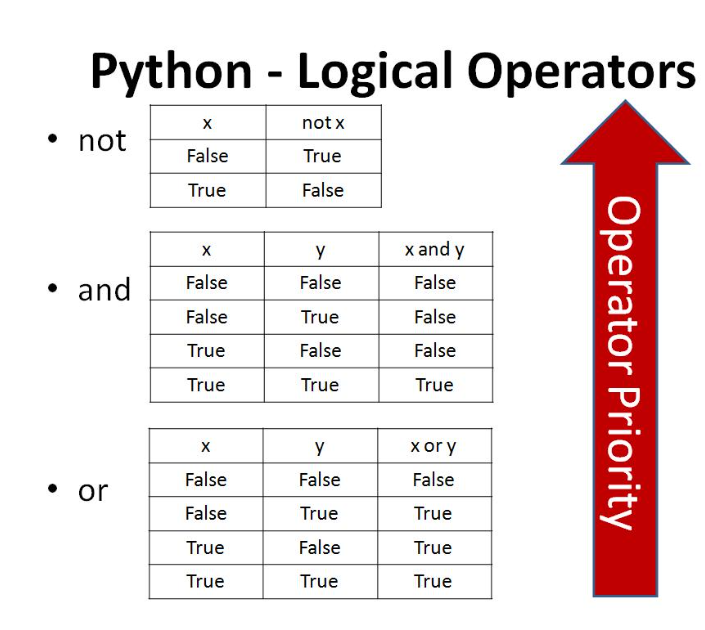 Python - Logical Operators
• not
x not x
False True
True False
• and
x y x and y
False False False
False True False
True False False
True True True
• or
x y x or y
False False False
False True True
True False True
True True True
Operator Priority